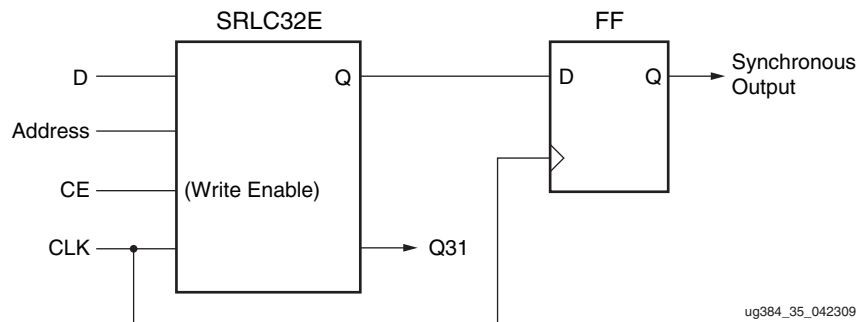 SRLC32E
FF
D
Q
D
Q
Synchronous
Output
Address
CE
(Write Enable)
CLK
Q31
ug384_35_042309